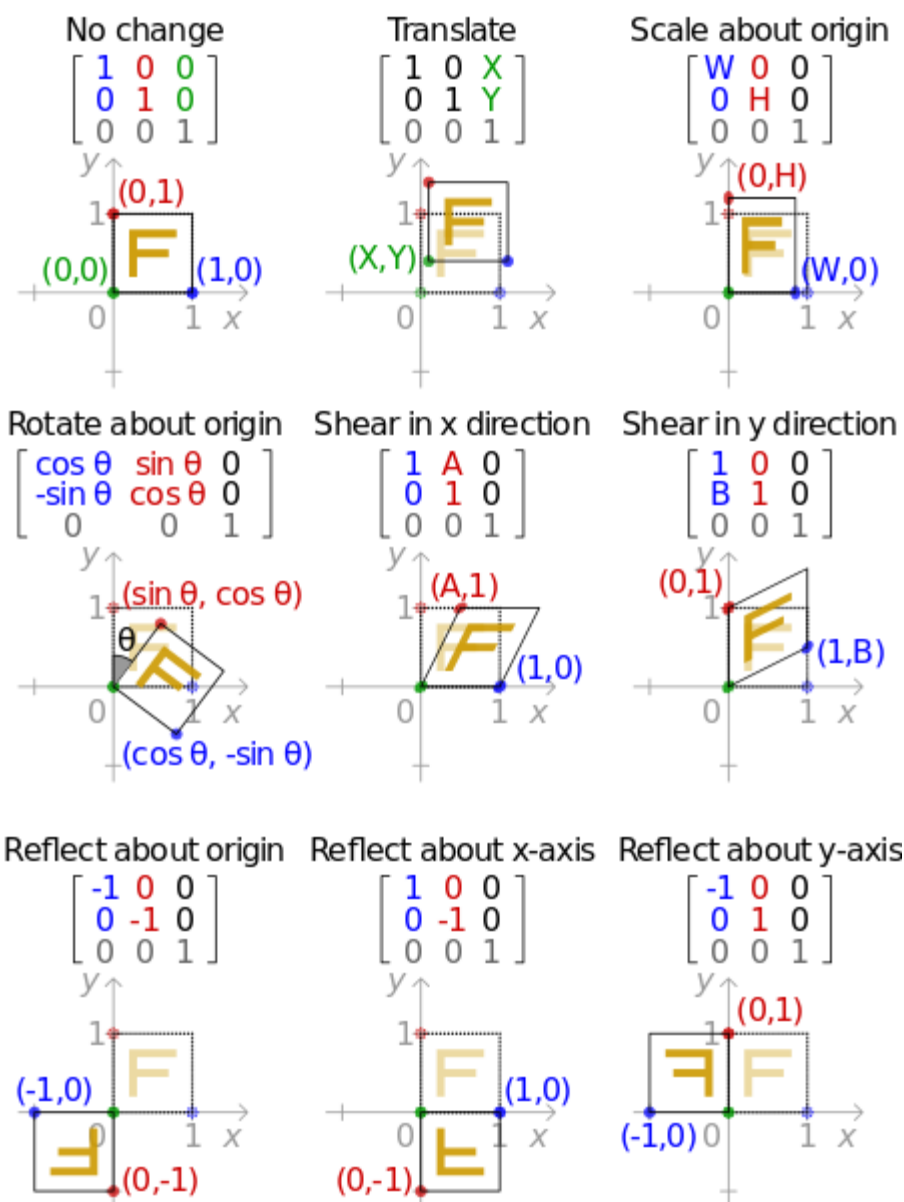 No change
1 0 0
0 1 0
0 0 1
y
(0,1)
1
(0,0)
(1,0)
0 1 x
F
Translate
1 0 X
0 1 Y
0 0 1
y
1
(X,Y)
0 1 x
F
F
Scale about origin
W 0 0
0 H 0
0 0 1
y
(0,H)
1
(W,0)
0 1 x
F
F
Rotate about origin
cos θ sin θ 0
-sin θ cos θ 0
0 0 1
y
1
(sin θ, cos θ)
θ
F
F
0 1 x
(cos θ, -sin θ)
Shear in x direction
1 A 0
0 1 0
0 0 1
y
(A,1)
1
F
F
(1,0)
0 1 x
Shear in y direction
1 0 0
B 1 0
0 0 1
y
(0,1)
1
F
F
(1,B)
0 1 x
Reflect about origin
-1 0 0
0 -1 0
0 0 1
y
1
F
(-1,0)
0 1 x
F
(0,-1)
Reflect about x-axis
1 0 0
0 -1 0
0 0 1
y
1
F
(1,0)
0 1 x
F
(0,-1)
Reflect about y-axis
-1 0 0
0 1 0
0 0 1
y
(0,1)
1
F
F
(-1,0)
0 1 x